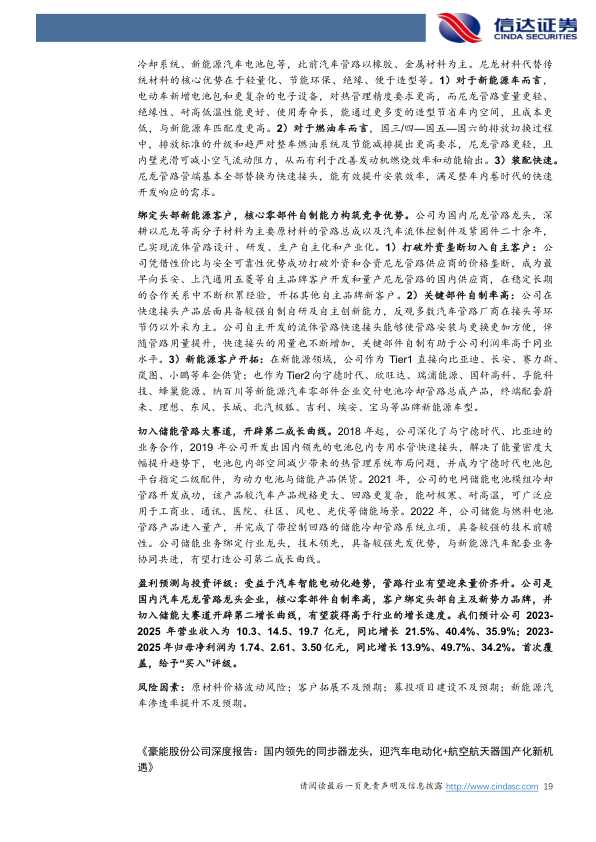 信达证券
CINDA SECURITIES
冷却系统、新能源汽车电池包等，此前汽车管路以橡胶、金属材料为主。尼龙材料代替传
统材料的核心优势在于轻量化、节能环保、绝缘、便于造型等。1）对于新能源车而言，
电动车新增电池包和更复杂的电子设备，对热管理精度要求更高，而尼龙管路重量更轻、
绝缘性、耐高低温性能更好、使用寿命长，能通过更多变的造型节省车内空间，且成本更
低，与新能源车匹配度更高。2）对于燃油车而言，国三/四—国五—国六的排放切换过程
中，排放标准的升级和趋严对整车燃油系统及节能减排提出更高要求，尼龙管路更轻，且
内壁光滑可减小空气流动阻力，从而有利于改善发动机燃烧效率和动能输出。3）装配快速。
尼龙管路管端基本全部替换为快速接头，能有效提升安装效率，满足整车内卷时代的快速
开发响应的需求。
绑定头部新能源客户，核心零部件自制能力构筑竞争优势。公司为国内尼龙管路龙头，深
耕以尼龙等高分子材料为主要原材料的管路总成以及汽车流体控制件及紧固件二十余年，
已实现流体管路设计、研发、生产自主化和产业化。1）打破外资垄断切入自主客户：公
司凭借性价比与安全可靠性优势成功打破外资和合资尼龙管路供应商的价格垄断，成为最
早向长安、上汽通用五菱等自主品牌客户开发和量产尼龙管路的国内供应商，在稳定长期
的合作关系中不断积累经验，开拓其他自主品牌新客户。2）关键部件自制率高：公司在
快速接头产品层面具备较强自制自研及自主创新能力，反观多数汽车管路厂商在接头等环
节仍以外采为主。公司自主开发的流体管路快速接头能够使管路安装与更换更加方便，伴
随管路用量提升，快速接头的用量也不断增加，关键部件自制有助于公司利润率高于同业
水平。3）新能源客户开拓：在新能源领域，公司作为 Tier1 直接向比亚迪、长安、赛力斯、
岚图、小鹏等车企供货；也作为Tier2向宁德时代、欣旺达、瑞浦能源、国轩高科、孚能科
技、蜂巢能源、纳百川等新能源汽车零部件企业交付电池冷却管路总成产品，终端配套蔚
来、理想、东风、长城、北汽极狐、吉利、埃安、宝马等品牌新能源车型。
切入储能管路大赛道，开辟第二成长曲线。2018 年起，公司深化了与宁德时代、比亚迪的
业务合作，2019 年公司开发出国内领先的电池包内专用水管快速接头，解决了能量密度大
幅提升趋势下，电池包内部空间减少带来的热管理系统布局问题，并成为宁德时代电池包
平台指定二级配件，为动力电池与储能产品供货。2021 年，公司的电网储能电池模组冷却
管路开发成功，该产品较汽车产品规格更大、回路更复杂，能耐极寒、耐高温，可广泛应
用于工商业、通讯、医院、社区、风电、光伏等储能场景。2022 年，公司储能与燃料电池
管路产品进入量产，并完成了带控制回路的储能冷却管路系统立项，具备较强的技术前瞻
性。公司储能业务绑定行业龙头，技术领先，具备较强先发优势，与新能源汽车配套业务
协同共进，有望打造公司第二成长曲线。
盈利预测与投资评级：受益于汽车智能电动化趋势，管路行业有望迎来量价齐升。公司是
国内汽车尼龙管路龙头企业，核心零部件自制率高，客户绑定头部自主及新势力品牌，并
切入储能大赛道开辟第二增长曲线，有望获得高于行业的增长速度。我们预计公司 2023-
2025 年营业收入为 10.3、14.5、19.7 亿元，同比增长 21.5%、40.4%、35.9%；2023-
2025年归母净利润为1.74、2.61、3.50亿元，同比增长13.9%、49.7%、34.2%。首次覆
盖，给予“买入”评级。
风险因素：原材料价格波动风险；客户拓展不及预期；募投项目建设不及预期；新能源汽
车渗透率提升不及预期。
《豪能股份公司深度报告：国内领先的同步器龙头，迎汽车电动化+航空航天器国产化新机
遇》
请阅读最后一页免责声明及信息披露 http://www.cindasc.com 19